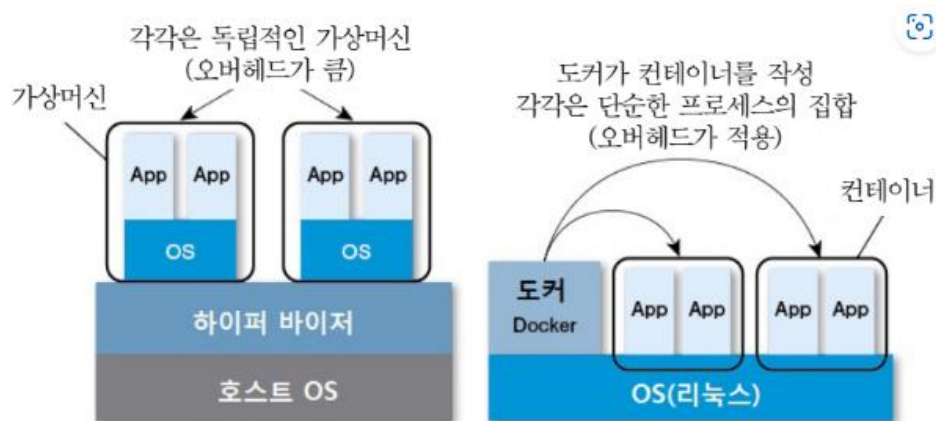 각각은 독립적인 가상머신
(오버헤드가 큼)
가상머신
App
App
OS
App
App
OS
하이퍼 바이저
호스트 OS
도커가 컨테이너를 작성
각각은 단순한 프로세스의 집합
(오버헤드가 적용)
컨테이너
도커
Docker
App
App
App
App
OS(리눅스)